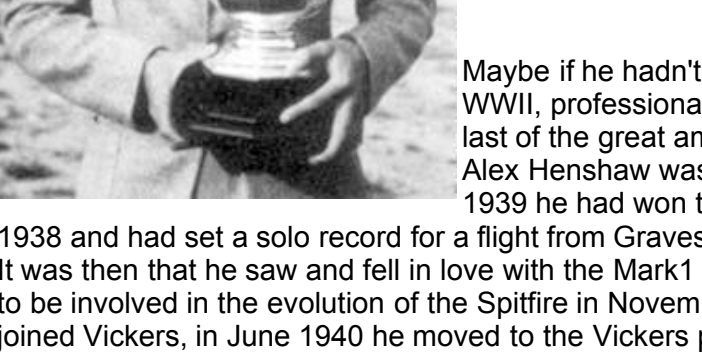 Maybe if he hadn't
WWII, professiona
last of the great am
Alex Henshaw was
1939 he had won t
1938 and had set a solo record for a flight from Graves
It was then that he saw and fell in love with the Mark1
to be involved in the evolution of the Spitfire in Novem
joined Vickers, in June 1940 he moved to the Vickers p